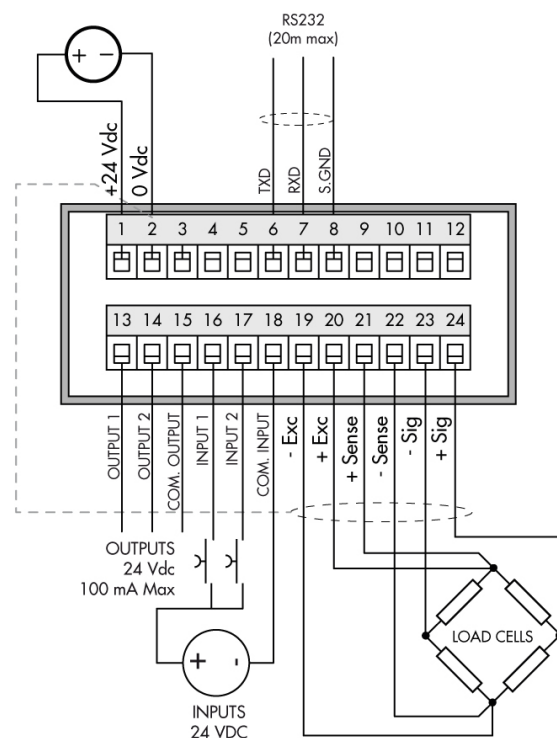 RS232
(20m max)
+ -
+24 Vdc
0 Vdc
TXD
RXD
S.GND
1 2 3 4 5 6 7 8 9 10 11 12
13 14 15 16 17 18 19 20 21 22 23 24
OUTPUT 1
OUTPUT 2
COM. OUTPUT
INPUT 1
INPUT 2
COM. INPUT
- Exc
+ Exc
+ Sense
- Sense
- Sig
+ Sig
OUTPUTS
24 Vdc
100 mA Max
LOAD CELLS
+ -
INPUTS
24 VDC